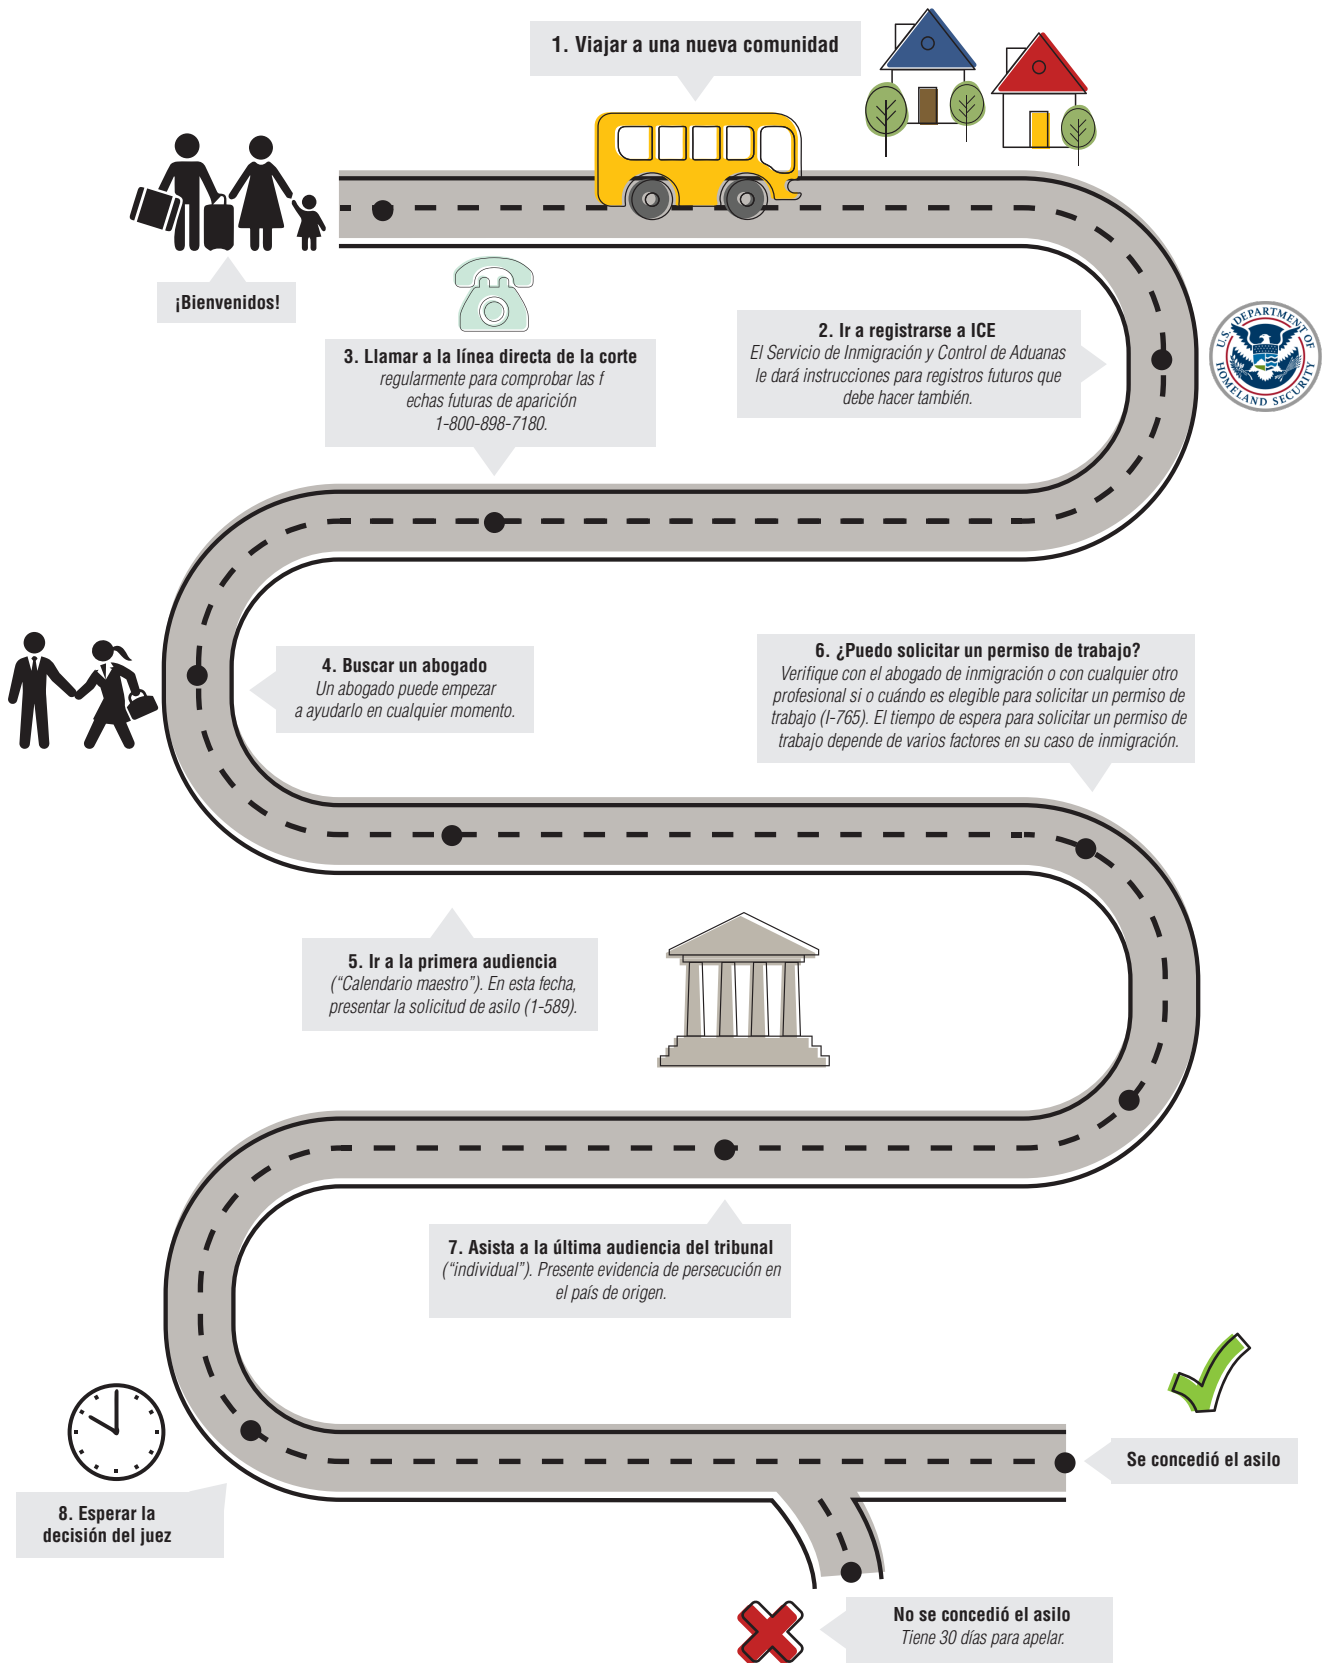 1. Viajar a una nueva comunidad
¡Bienvenidos!
2. Ir a registrarse a ICE
El Servicio de Inmigración y Control de Aduanas
le dará instrucciones para registros futuros que
debe hacer también.
U.S. DEPARTMENT OF
HOMELAND SECURITY
3. Llamar a la línea directa de la corte
regularmente para comprobar las f
echas futuras de aparición
1-800-898-7180.
4. Buscar un abogado
Un abogado puede empezar
a ayudarlo en cualquier momento.
5. Ir a la primera audiencia
(“Calendario maestro”). En esta fecha,
presentar la solicitud de asilo (1-589).
6. ¿Puedo solicitar un permiso de trabajo?
Verifique con el abogado de inmigración o con cualquier otro
profesional si o cuándo es elegible para solicitar un permiso de
trabajo (I-765). El tiempo de espera para solicitar un permiso de
trabajo depende de varios factores en su caso de inmigración.
7. Asista a la última audiencia del tribunal
(“individual”). Presente evidencia de persecución en
el país de origen.
8. Esperar la
decisión del juez
Se concedió el asilo
No se concedió el asilo
Tiene 30 días para apelar.